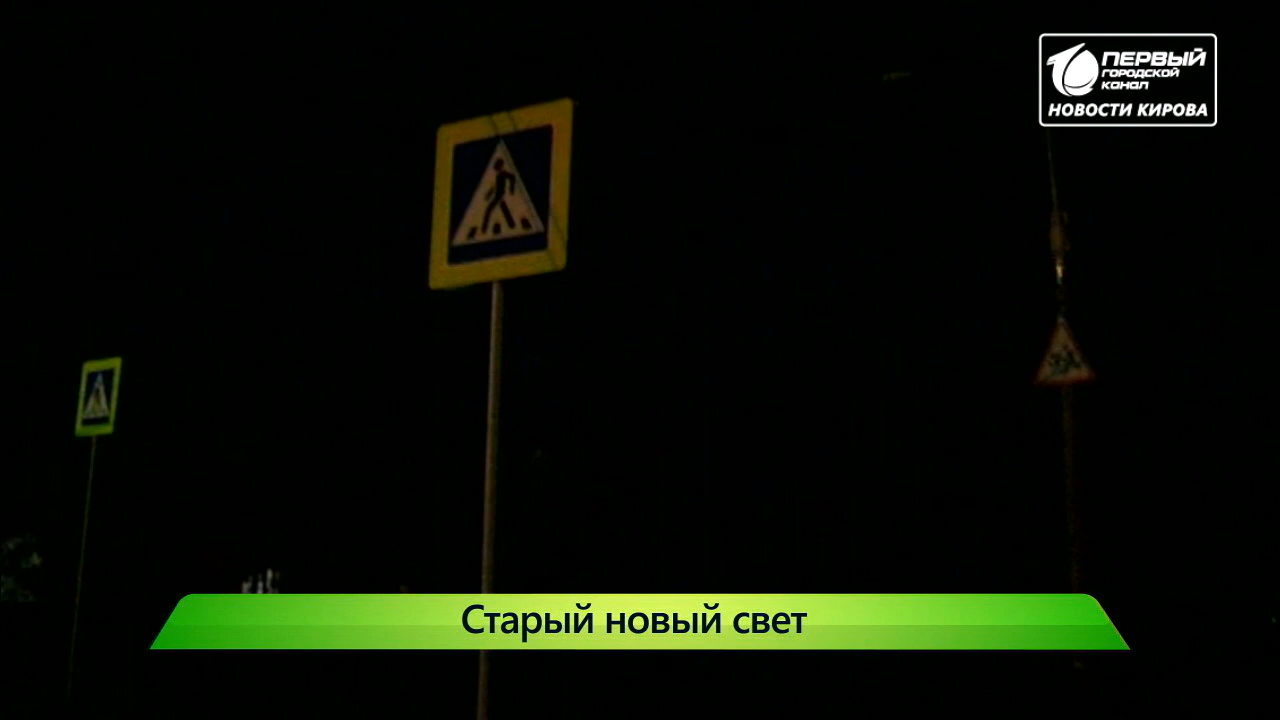 ПЕРВЫЙ
ГОРОДСКОЙ
КАНАЛ
НОВОСТИ КИРОВА
Старый новый свет